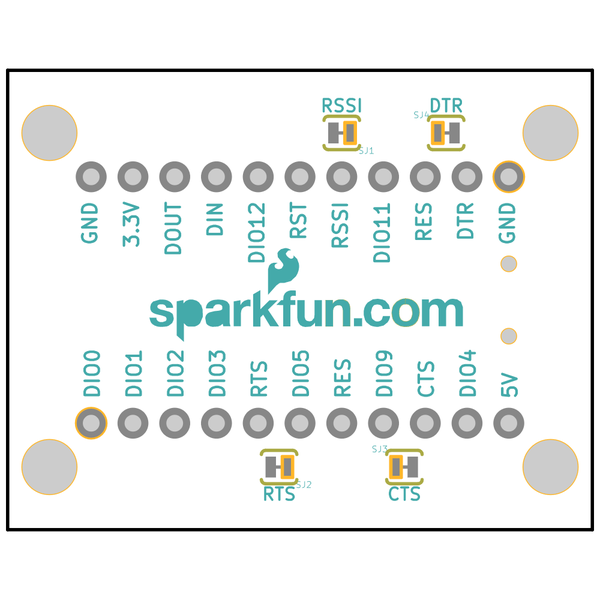 RSSI DTR
SJ4
SJ1
GND 3.3V DOUT DIN DIO12 RST RSSI DIO11 RES DTR GND
sparkfun.com
DIO0 DIO1 DIO2 DIO3 RTS DIO5 RES DIO9 CTS DIO4 5V
SJ3
SJ2
RTS CTS